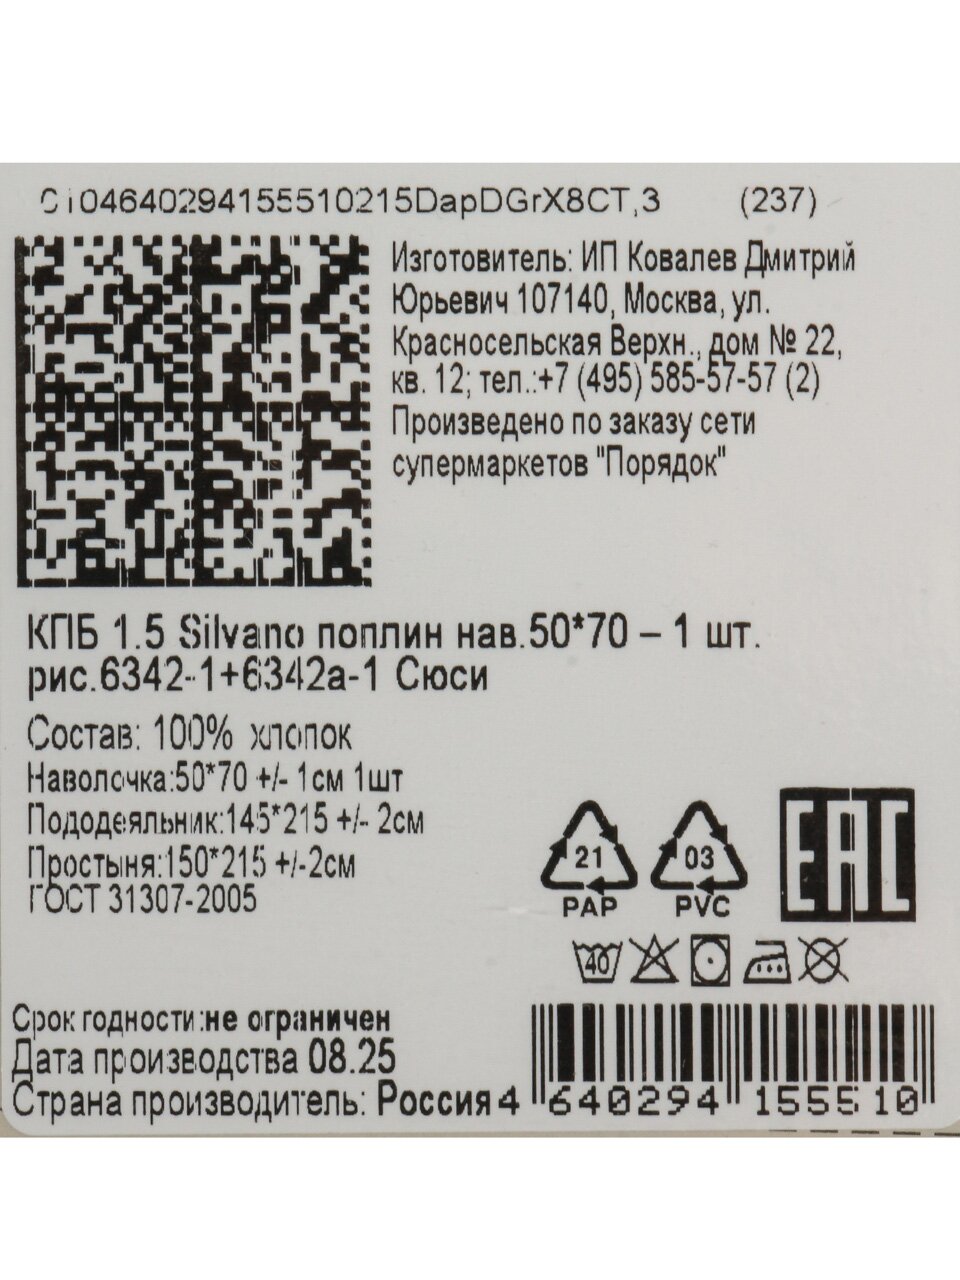 0104640294155510215DapDGrX8CT,3 (237)
Изготовитель: ИП Ковалев Дмитрий
Юрьевич 107140, Москва, ул.
Красносельская Верхн., дом № 22,
кв. 12; тел.:+7 (495) 585-57-57 (2)
Произведено по заказу сети
супермаркетов "Порядок"
КПБ 1.5 Silvano поплин нав.50*70 – 1 шт.
рис.6342-1+6342а-1 Сюси
Состав: 100% хлопок
Наволочка:50*70 +/- 1см 1шт
Пододеяльник:145*215 +/- 2см
Простыня:150*215 +/-2см
ГОСТ 31307-2005
21 03
PAP PVC
EAC
40
Срок годности:не ограничен
Дата производства 08.25
Страна производитель: Россия
4 640294 155510